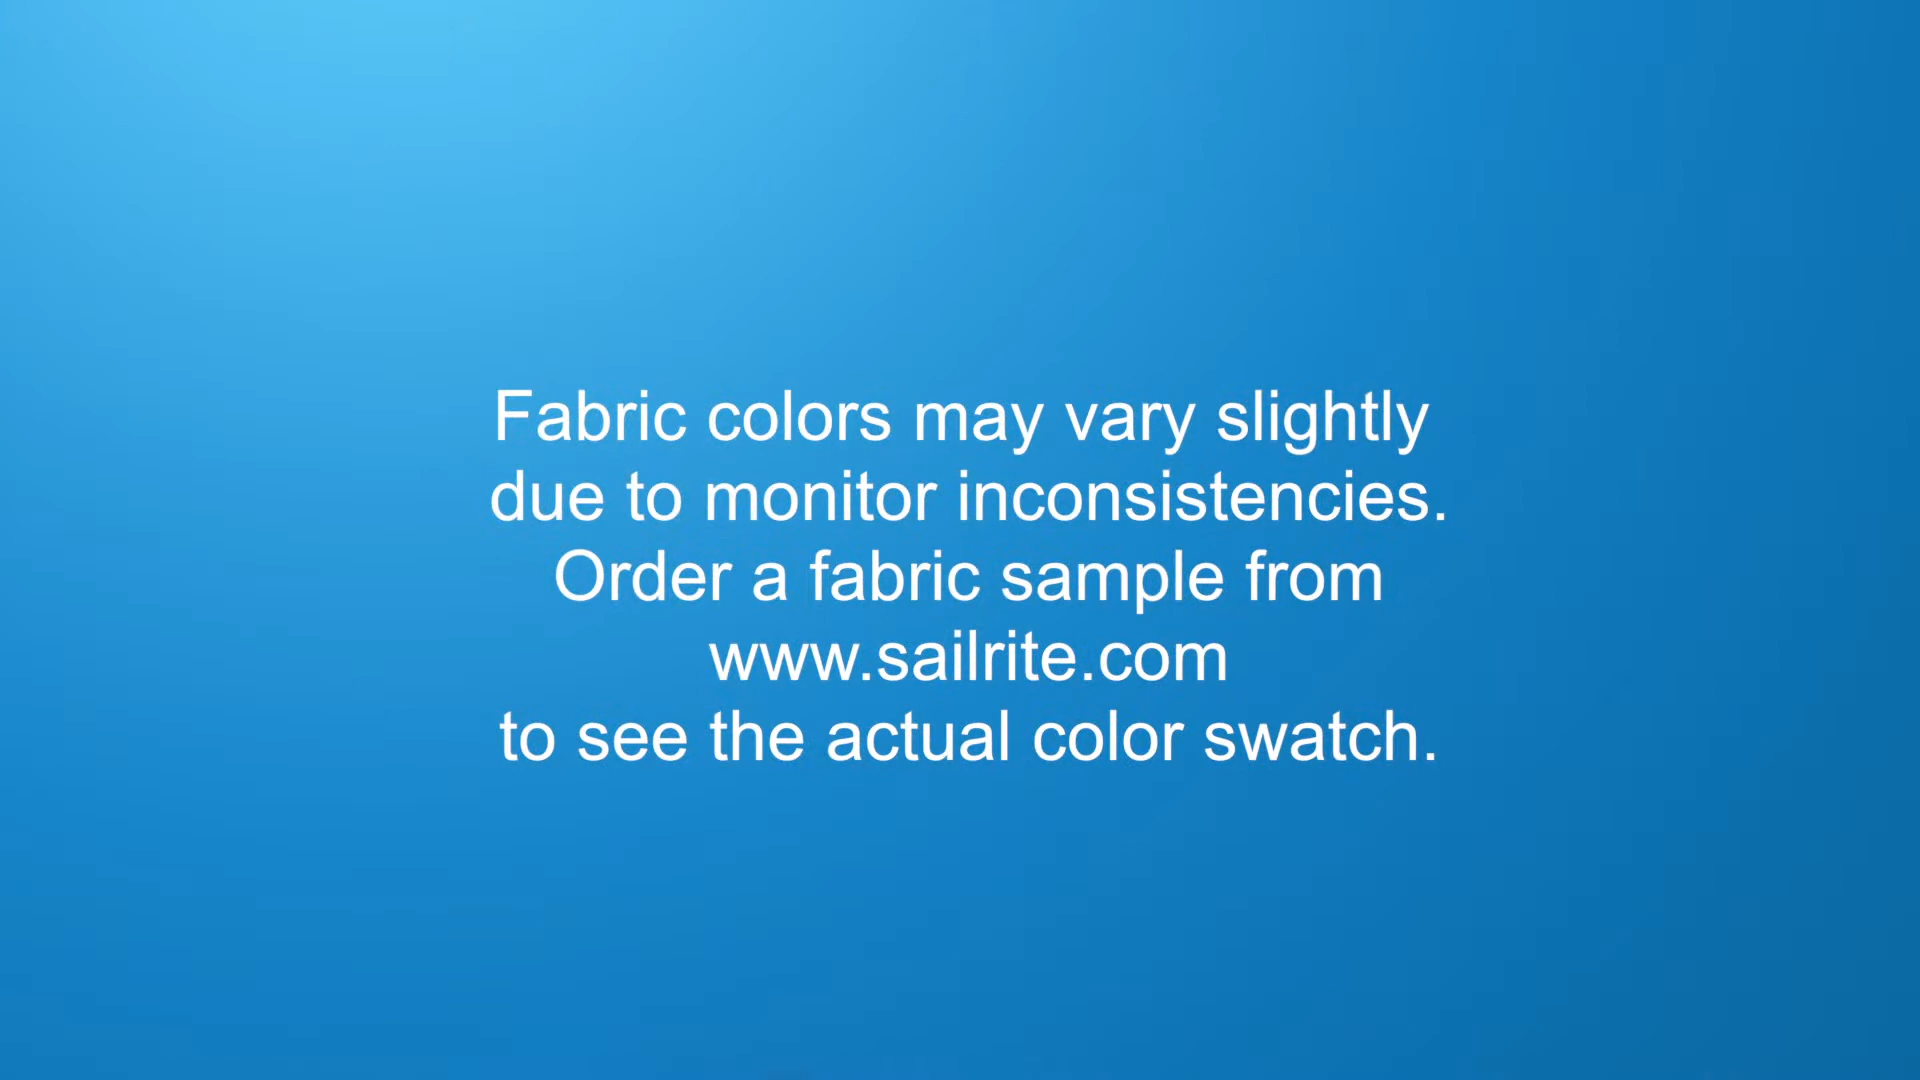 Fabric colors may vary slightly
due to monitor inconsistencies.
Order a fabric sample from
www.sailrite.com
to see the actual color swatch.